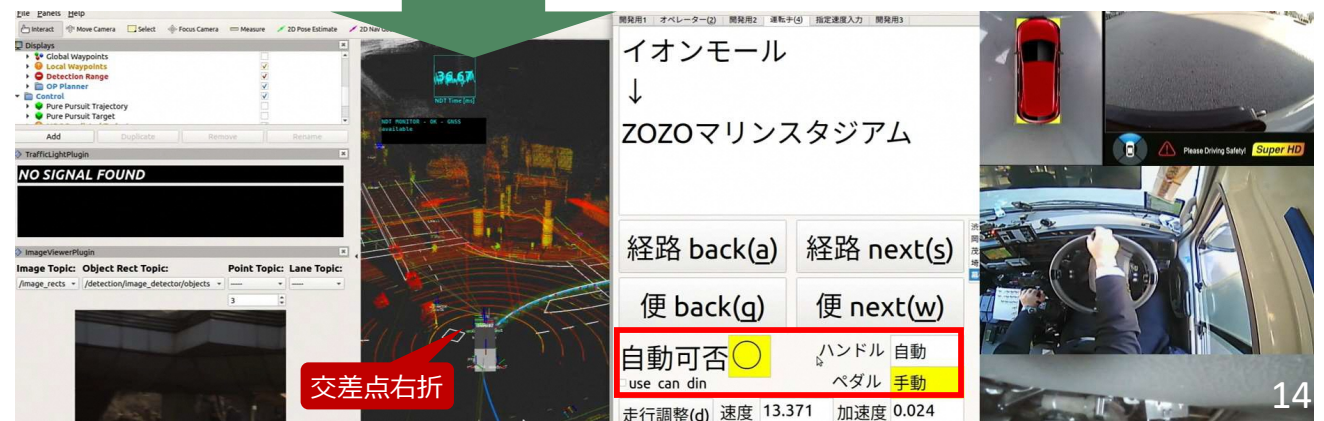 File Panels Help
Interact Move Camera Select Focus Camera Measure 2D Pose Estimate 2D Nav
Displays
Global Waypoints
Local Waypoints
Detection Range
OP Planner
Control
Pure Pursuit Trajectory
Pure Pursuit Target
Add Duplicate Remove Rename
TrafficLightPlugin
NO SIGNAL FOUND
ImageViewerPlugin
Image Topic: Object Rect Topic: Point Topic: Lane Topic:
/image_rects /detection/image_detector/objects ---- ----
3
36.67
NDT Time [ms]
NDT MONITOR - OK - GNSS
available
交差点右折
開発用1 オペレーター(2) 開発用2 運転手(4) 指定速度入力 開発用3
イオンモール
↓
ZOZOマリンスタジアム
経路 back(a) 経路 next(s)
便 back(q) 便 next(w)
自動可否 ○ ハンドル 自動
use can din ペダル 手動
走行調整(d) 速度 13.371 加速度 0.024
Please Driving Safety! Super HD
14